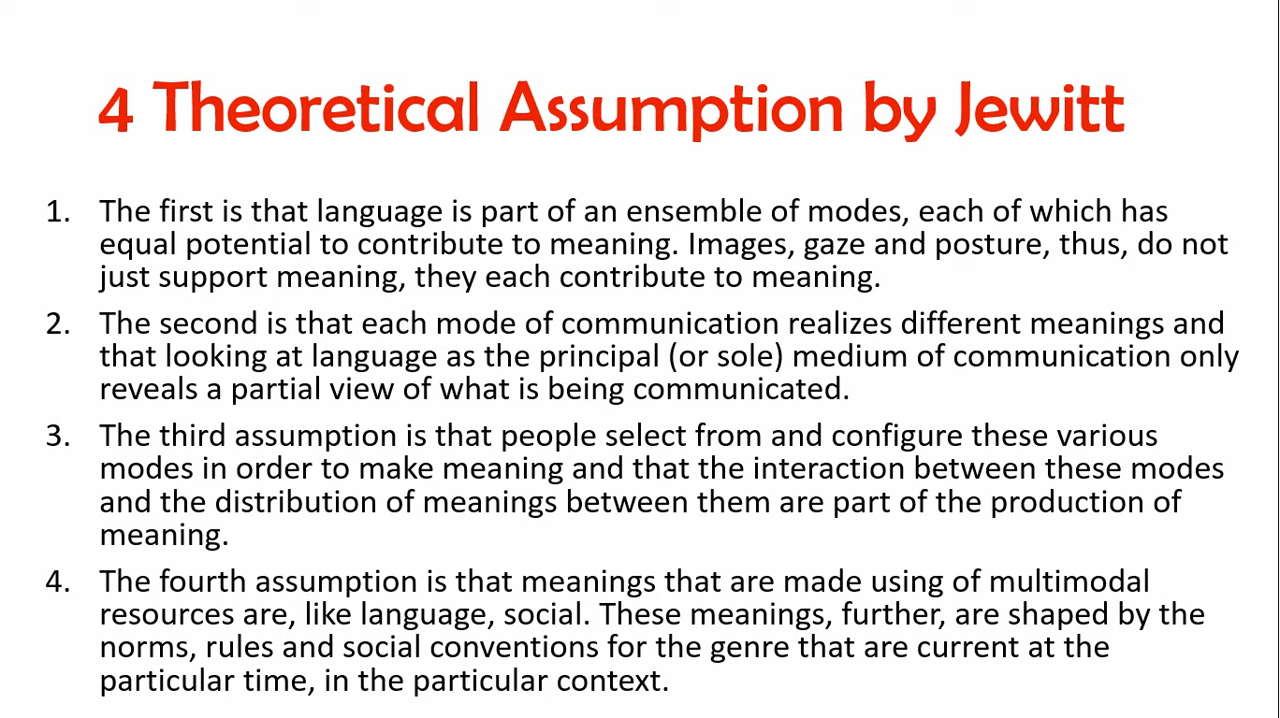 4 Theoretical Assumption by Jewitt
1. The first is that language is part of an ensemble of modes, each of which has
equal potential to contribute to meaning. Images, gaze and posture, thus, do not
just support meaning, they each contribute to meaning.
2. The second is that each mode of communication realizes different meanings and
that looking at language as the principal (or sole) medium of communication only
reveals a partial view of what is being communicated.
3. The third assumption is that people select from and configure these various
modes in order to make meaning and that the interaction between these modes
and the distribution of meanings between them are part of the production of
meaning.
4. The fourth assumption is that meanings that are made using of multimodal
resources are, like language, social. These meanings, further, are shaped by the
norms, rules and social conventions for the genre that are current at the
particular time, in the particular context.